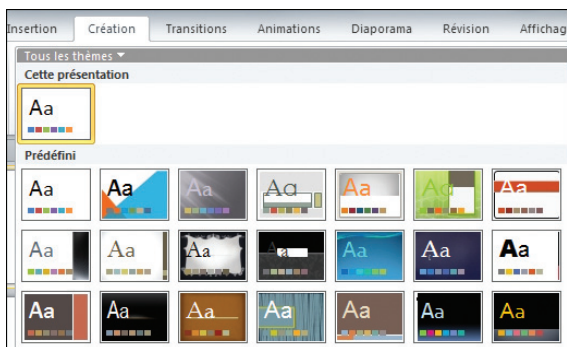 Insertion Création Transitions Animations Diaporama Révision Affichag
Tous les thèmes
Cette présentation
Aa
Prédéfini
Aa Aa Aa Aa Aa Aa Aa
Aa Aa Aa Aa Aa Aa Aa
Aa Aa Aa Aa Aa Aa Aa